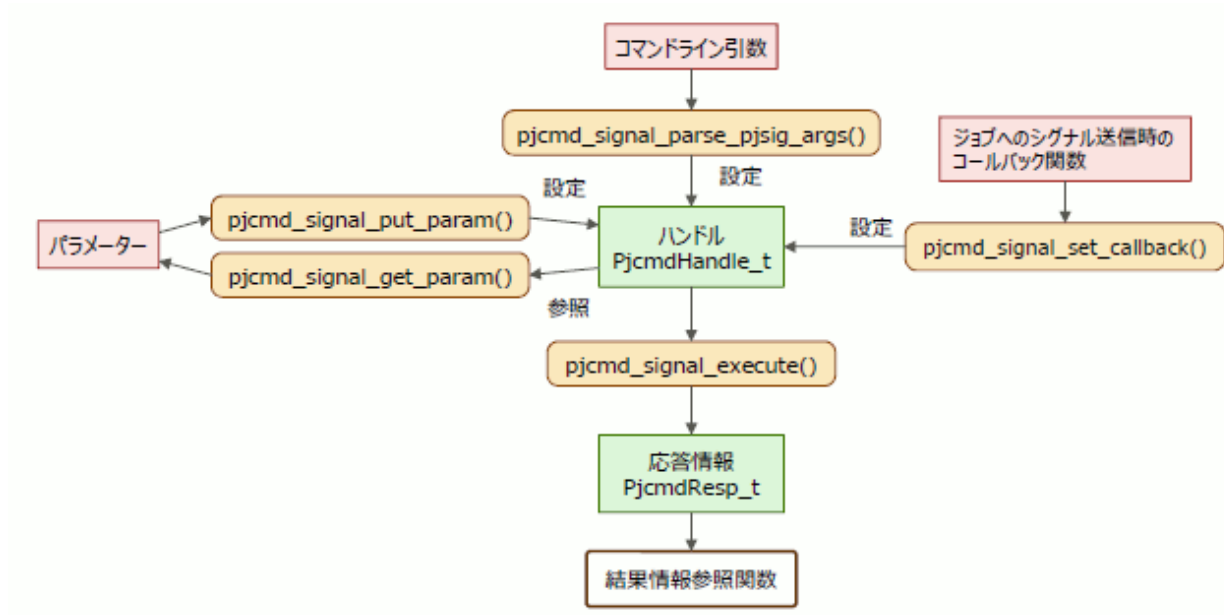 コマンドライン引数
pjcmd_signal_parse_pjsig_args()
ジョブへのシグナル送信時の
コールバック関数
設定
設定
pjcmd_signal_put_param()
パラメーター
ハンドル
PjcmdHandle_t
設定
pjcmd_signal_set_callback()
pjcmd_signal_get_param()
参照
pjcmd_signal_execute()
応答情報
PjcmdResp_t
結果情報参照関数